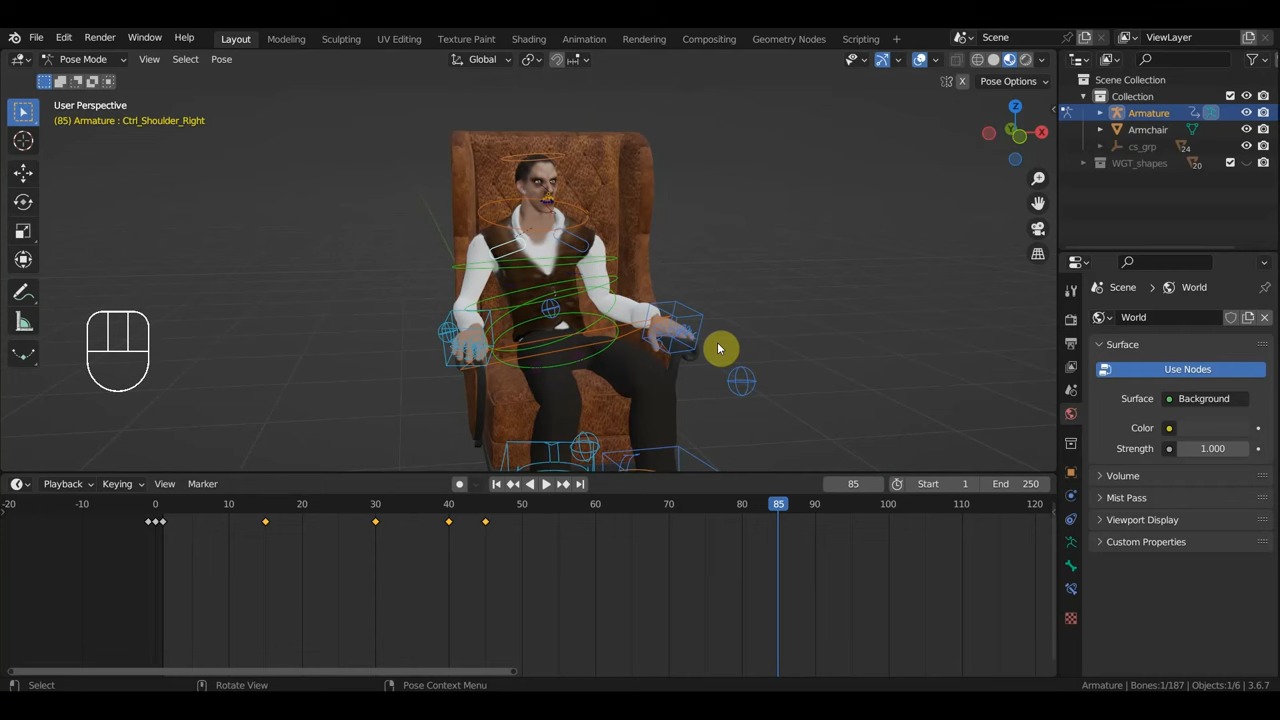 File Edit Render Window Help
Layout Modeling Sculpting UV Editing Texture Paint Shading Animation Rendering Compositing Geometry Nodes Scripting +
Scene
ViewLayer
Pose Mode View Select Pose
Global
X Pose Options
User Perspective
(85) Armature : Ctrl_Shoulder_Right
Z
Y
X
Scene Collection
Collection
Armature
Armchair
cs_grp 24
WGT_shapes 20
Scene World
World
Surface
Use Nodes
Surface Background
Color
Strength 1.000
Volume
Mist Pass
Viewport Display
Custom Properties
Playback Keying View Marker
85 Start 1 End 250
-20 -10 0 10 20 30 40 50 60 70 85 90 100 110 120
Select Rotate View Pose Context Menu
Armature | Bones:1/187 | Objects:1/6 | 3.6.7